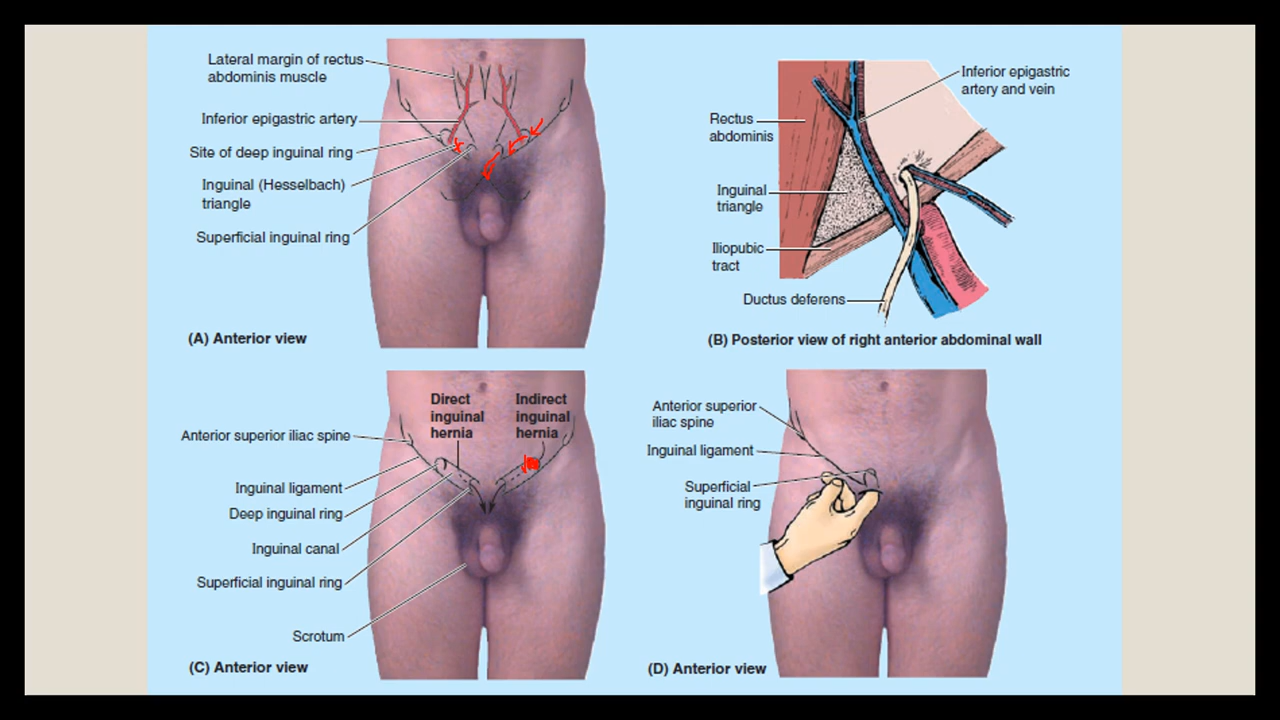 Lateral margin of rectus
abdominis muscle
Inferior epigastric artery
Site of deep inguinal ring
Inguinal (Hesselbach)
triangle
Superficial inguinal ring
(A) Anterior view
Inferior epigastric
artery and vein
Rectus
abdominis
Inguinal
triangle
Iliopubic
tract
Ductus deferens
(B) Posterior view of right anterior abdominal wall
Direct
inguinal
hernia
Indirect
inguinal
hernia
Anterior superior iliac spine
Inguinal ligament
Deep inguinal ring
Inguinal canal
Superficial inguinal ring
Scrotum
(C) Anterior view
Anterior superior
iliac spine
Inguinal ligament
Superficial
inguinal ring
(D) Anterior view